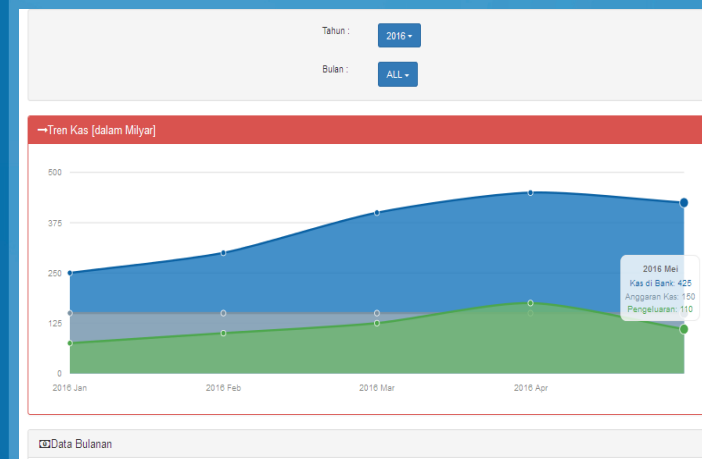 Tahun :
2016
Bulan :
ALL
Tren Kas [dalam Milyar]
500
375
250
125
0
2016 Mei
Kas di Bank: 425
Anggaran Kas: 150
Pengeluaran: 110
2016 Jan
2016 Feb
2016 Mar
2016 Apr
Data Bulanan